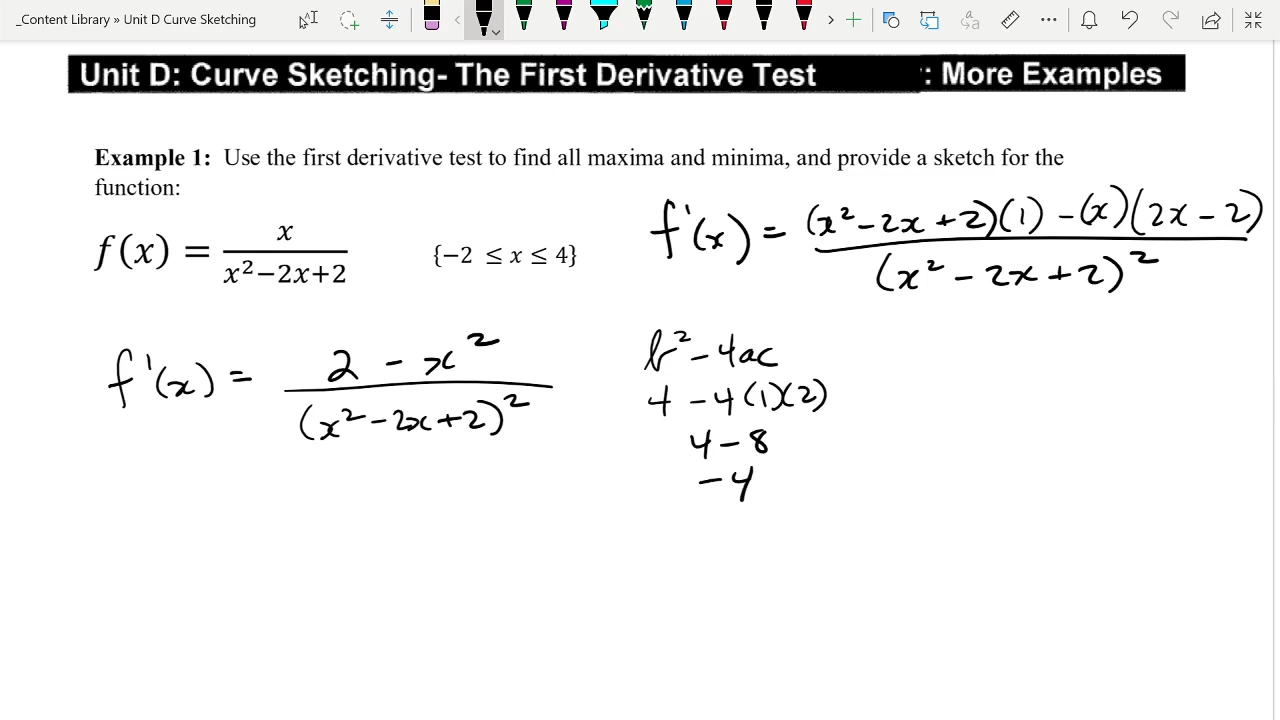 _Content Library » Unit D Curve Sketching
Unit D: Curve Sketching- The First Derivative Test : More Examples
Example 1: Use the first derivative test to find all maxima and minima, and provide a sketch for the
function:
f(x) = x / (x²−2x+2) {−2 ≤ x ≤ 4}
f'(x) = (x² − 2x + 2)(1) − (x)(2x − 2) / (x² − 2x + 2)²
f'(x) = 2 − x² / (x² − 2x + 2)²
b² − 4ac
4 − 4(1)(2)
4 − 8
− 4